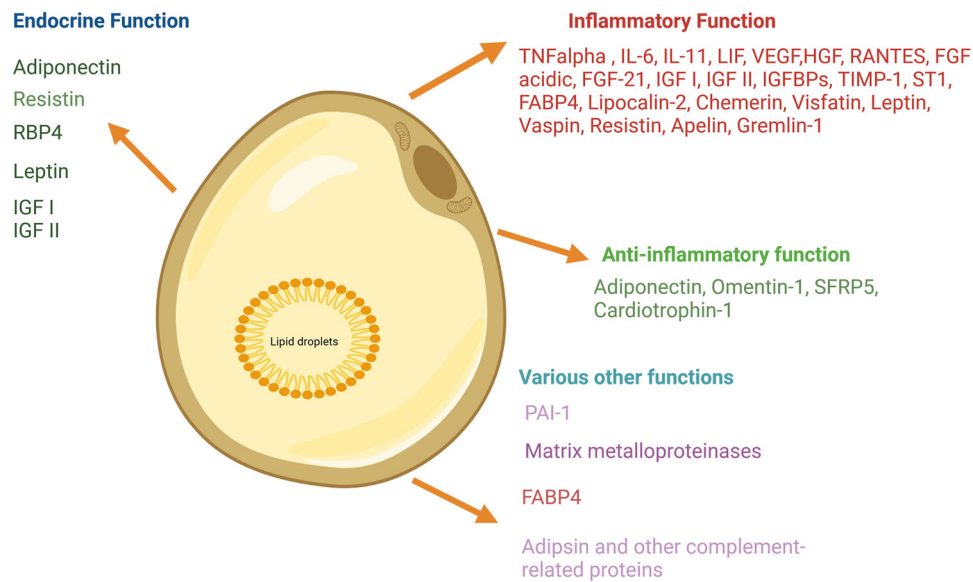 Endocrine Function
Adiponectin
Resistin
RBP4
Leptin
IGF I
IGF II
Inflammatory Function
TNFalpha , IL-6, IL-11, LIF, VEGF,HGF, RANTES, FGF
acidic, FGF-21, IGF I, IGF II, IGFBPs, TIMP-1, ST1,
FABP4, Lipocalin-2, Chemerin, Visfatin, Leptin,
Vaspin, Resistin, Apelin, Gremlin-1
Anti-inflammatory function
Adiponectin, Omentin-1, SFRP5,
Cardiotrophin-1
Lipid droplets
Various other functions
PAI-1
Matrix metalloproteinases
FABP4
Adipsin and other complement-
related proteins